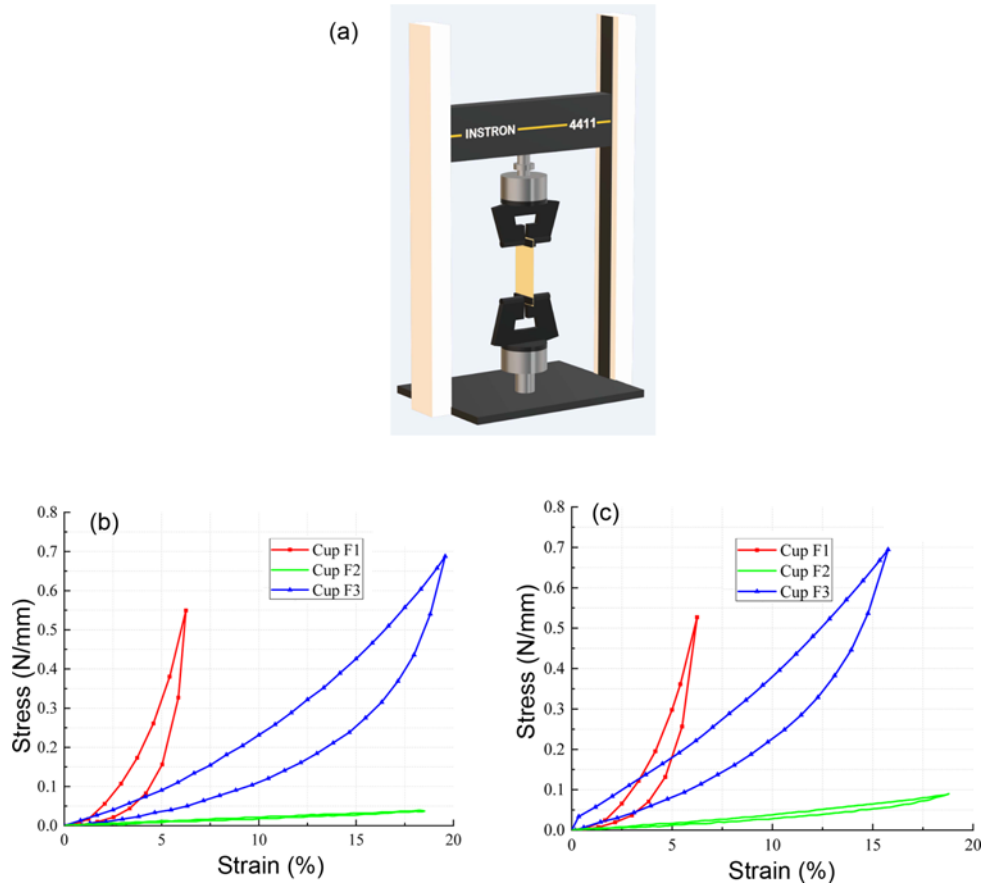 (a)
INSTRON 4411
(b)
Cup F1
Cup F2
Cup F3
Stress (N/mm)
0.8
0.7
0.6
0.5
0.4
0.3
0.2
0.1
0.0
0 5 10 15 20
Strain (%)
(c)
Cup F1
Cup F2
Cup F3
Stress (N/mm)
0.8
0.7
0.6
0.5
0.4
0.3
0.2
0.1
0.0
0 5 10 15 20
Strain (%)